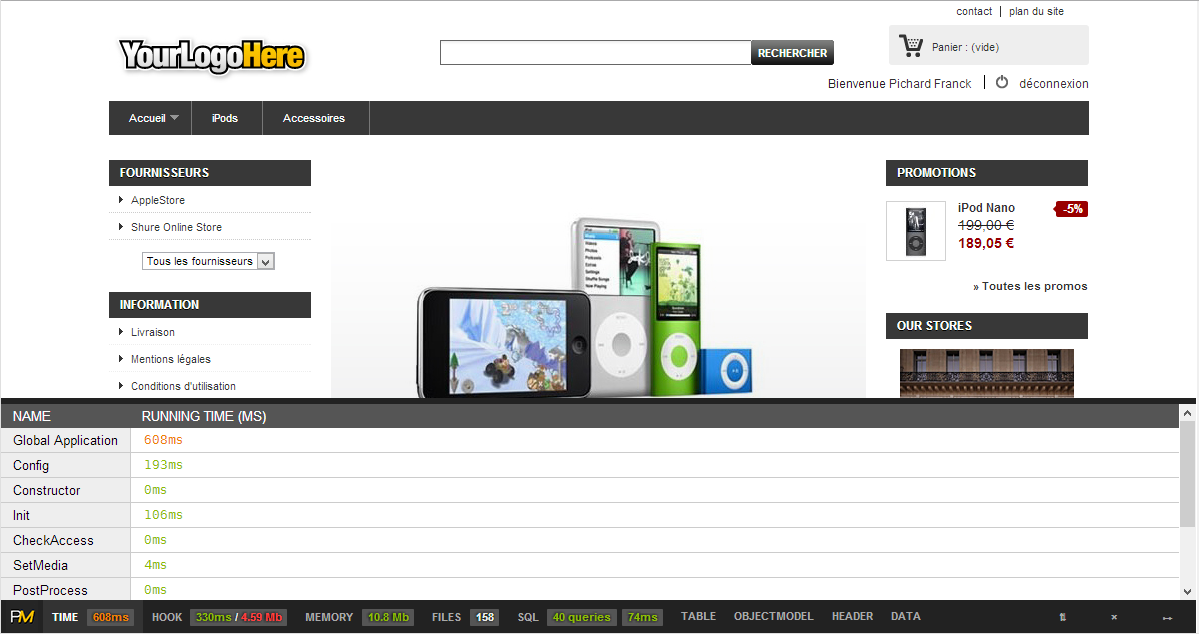 contact | plan du site
YourLogoHere
RECHERCHER
Panier : (vide)
Bienvenue Pichard Franck | déconnexion
Accueil iPods Accessoires
FOURNISSEURS
AppleStore
Shure Online Store
Tous les fournisseurs
INFORMATION
Livraison
Mentions légales
Conditions d'utilisation
PROMOTIONS
iPod Nano -5%
199,00 €
189,05 €
» Toutes les promos
OUR STORES
NAME RUNNING TIME (MS)
Global Application 608ms
Config 193ms
Constructor 0ms
Init 106ms
CheckAccess 0ms
SetMedia 4ms
PostProcess 0ms
PM TIME 608ms HOOK 330ms / 4.59 Mb MEMORY 10.8 Mb FILES 158 SQL 40 queries 74ms TABLE OBJECTMODEL HEADER DATA